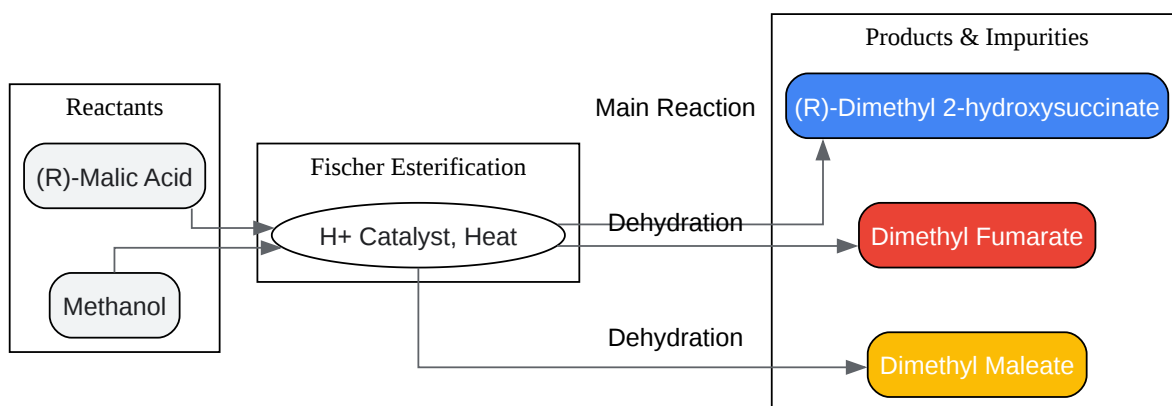 Reactants
(R)-Malic Acid
Methanol
Fischer Esterification
H+ Catalyst, Heat
Main Reaction
Dehydration
Dehydration
Products & Impurities
(R)-Dimethyl 2-hydroxysuccinate
Dimethyl Fumarate
Dimethyl Maleate